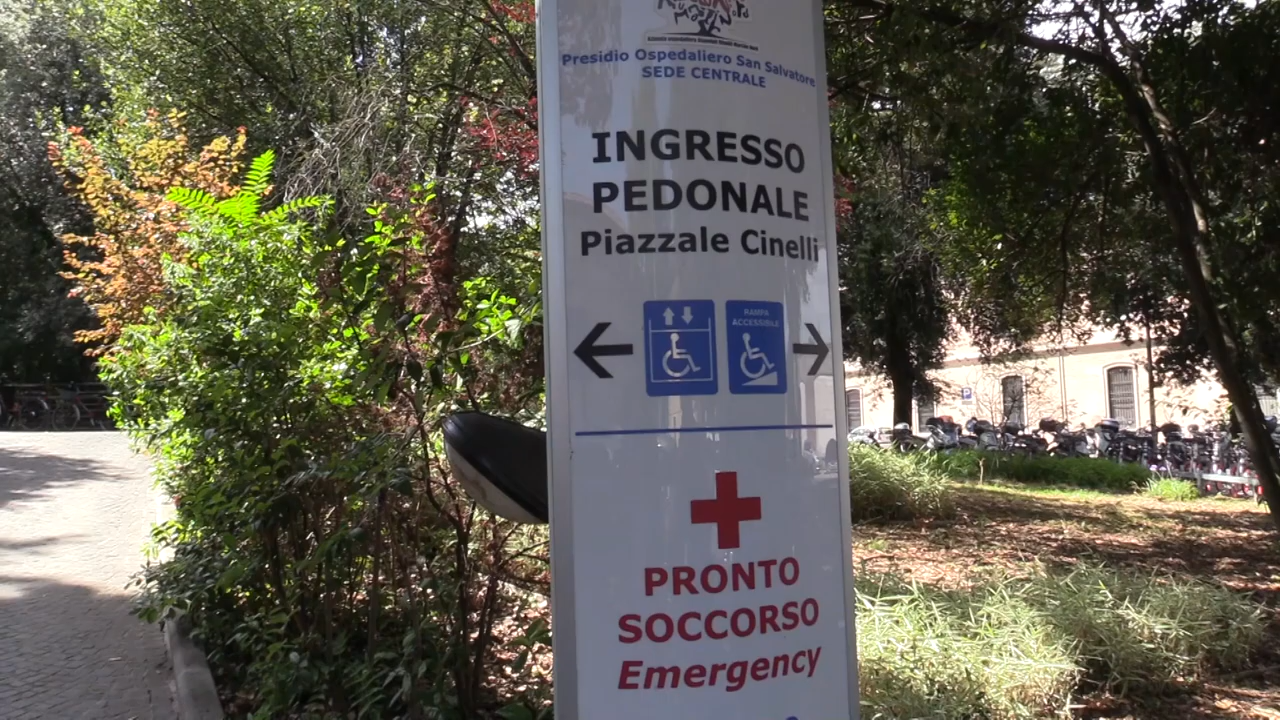 Presidio Ospedaliero San Salvatore
SEDE CENTRALE
INGRESSO
PEDONALE
Piazzale Cinelli
RAMPA
ACCESSIBILE
P
PRONTO
SOCCORSO
Emergency